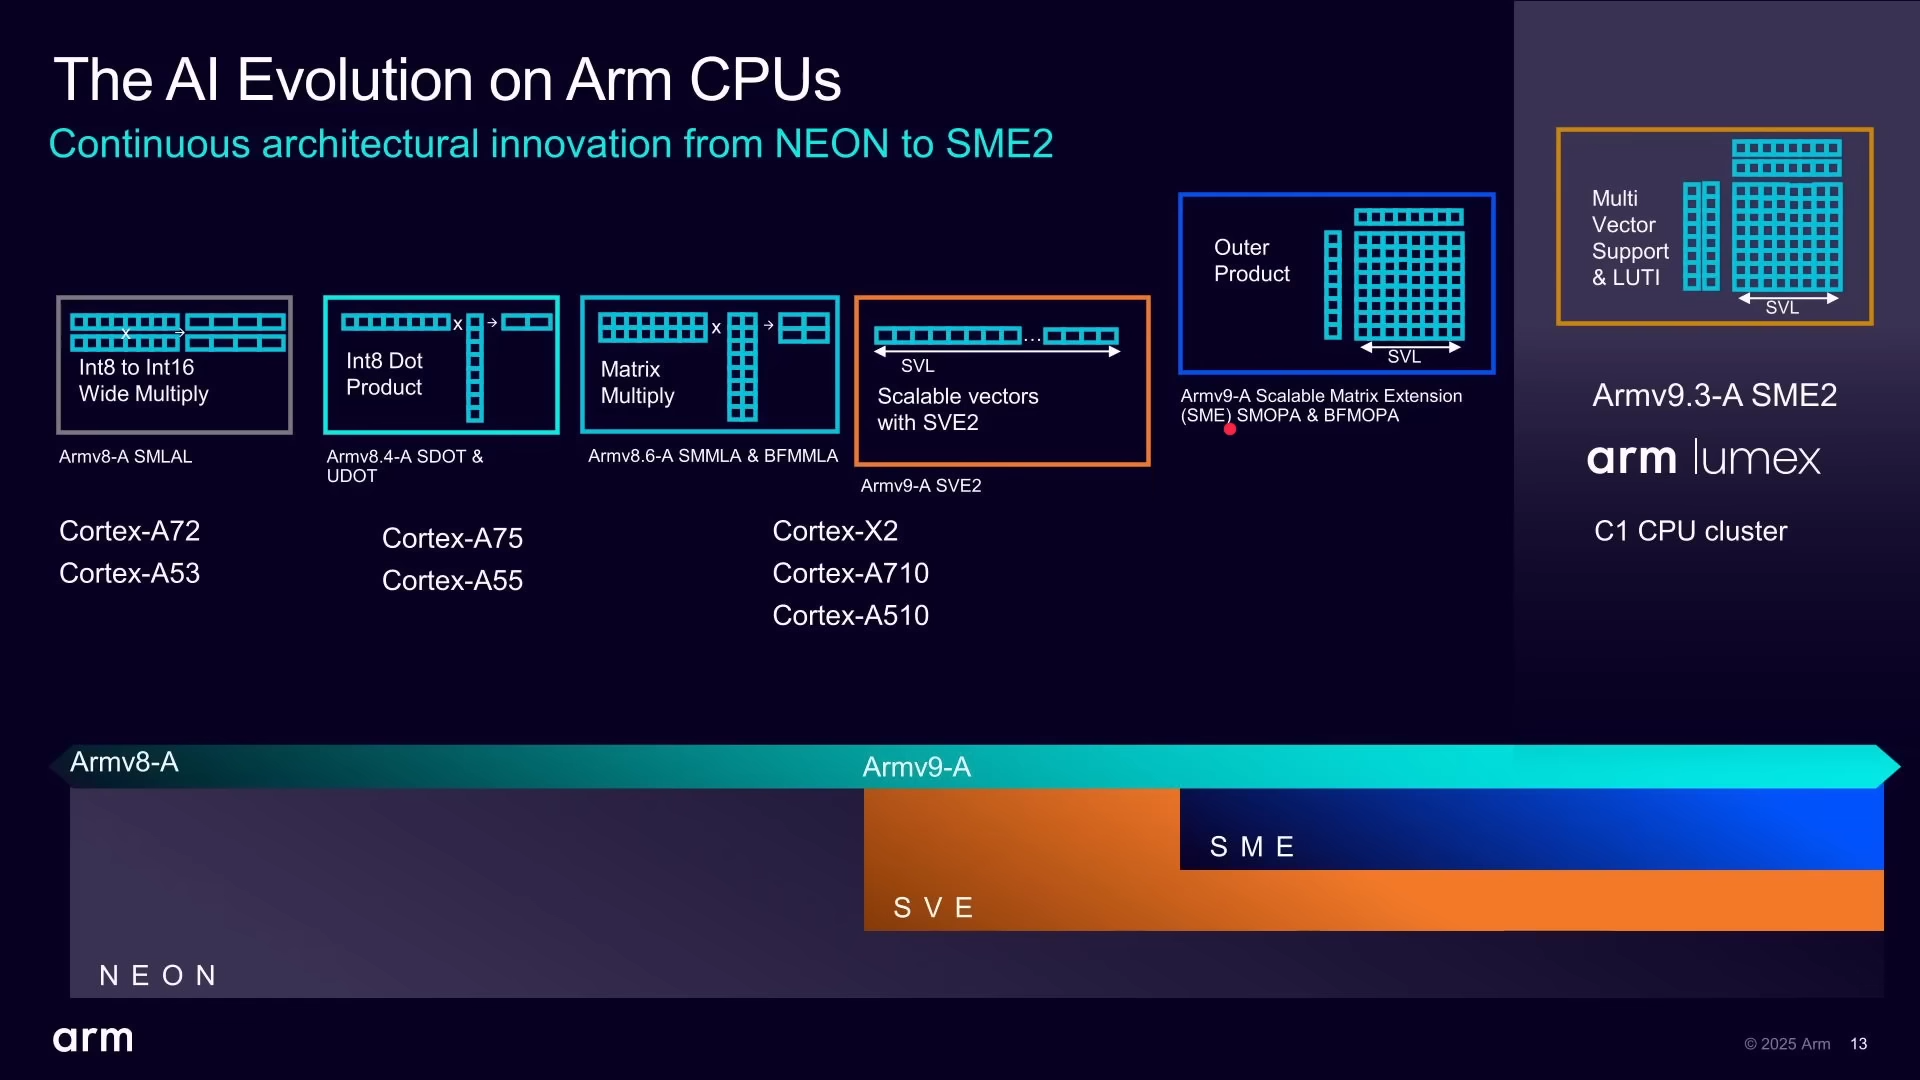 The AI Evolution on Arm CPUs
Continuous architectural innovation from NEON to SME2
x
→
Int8 to Int16
Wide Multiply
Armv8-A SMLAL
x
→
Int8 Dot
Product
Armv8.4-A SDOT &
UDOT
x
→
Matrix
Multiply
Armv8.6-A SMMLA & BFMMLA
...
SVL
Scalable vectors
with SVE2
Armv9-A SVE2
Outer
Product
SVL
Armv9-A Scalable Matrix Extension
(SME) SMOPA & BFMOPA
Multi
Vector
Support
& LUTI
SVL
Armv9.3-A SME2
arm lumex
C1 CPU cluster
Cortex-A72
Cortex-A53
Cortex-A75
Cortex-A55
Cortex-X2
Cortex-A710
Cortex-A510
Armv8-A
Armv9-A
SME
SVE
NEON
arm
© 2025 Arm 13